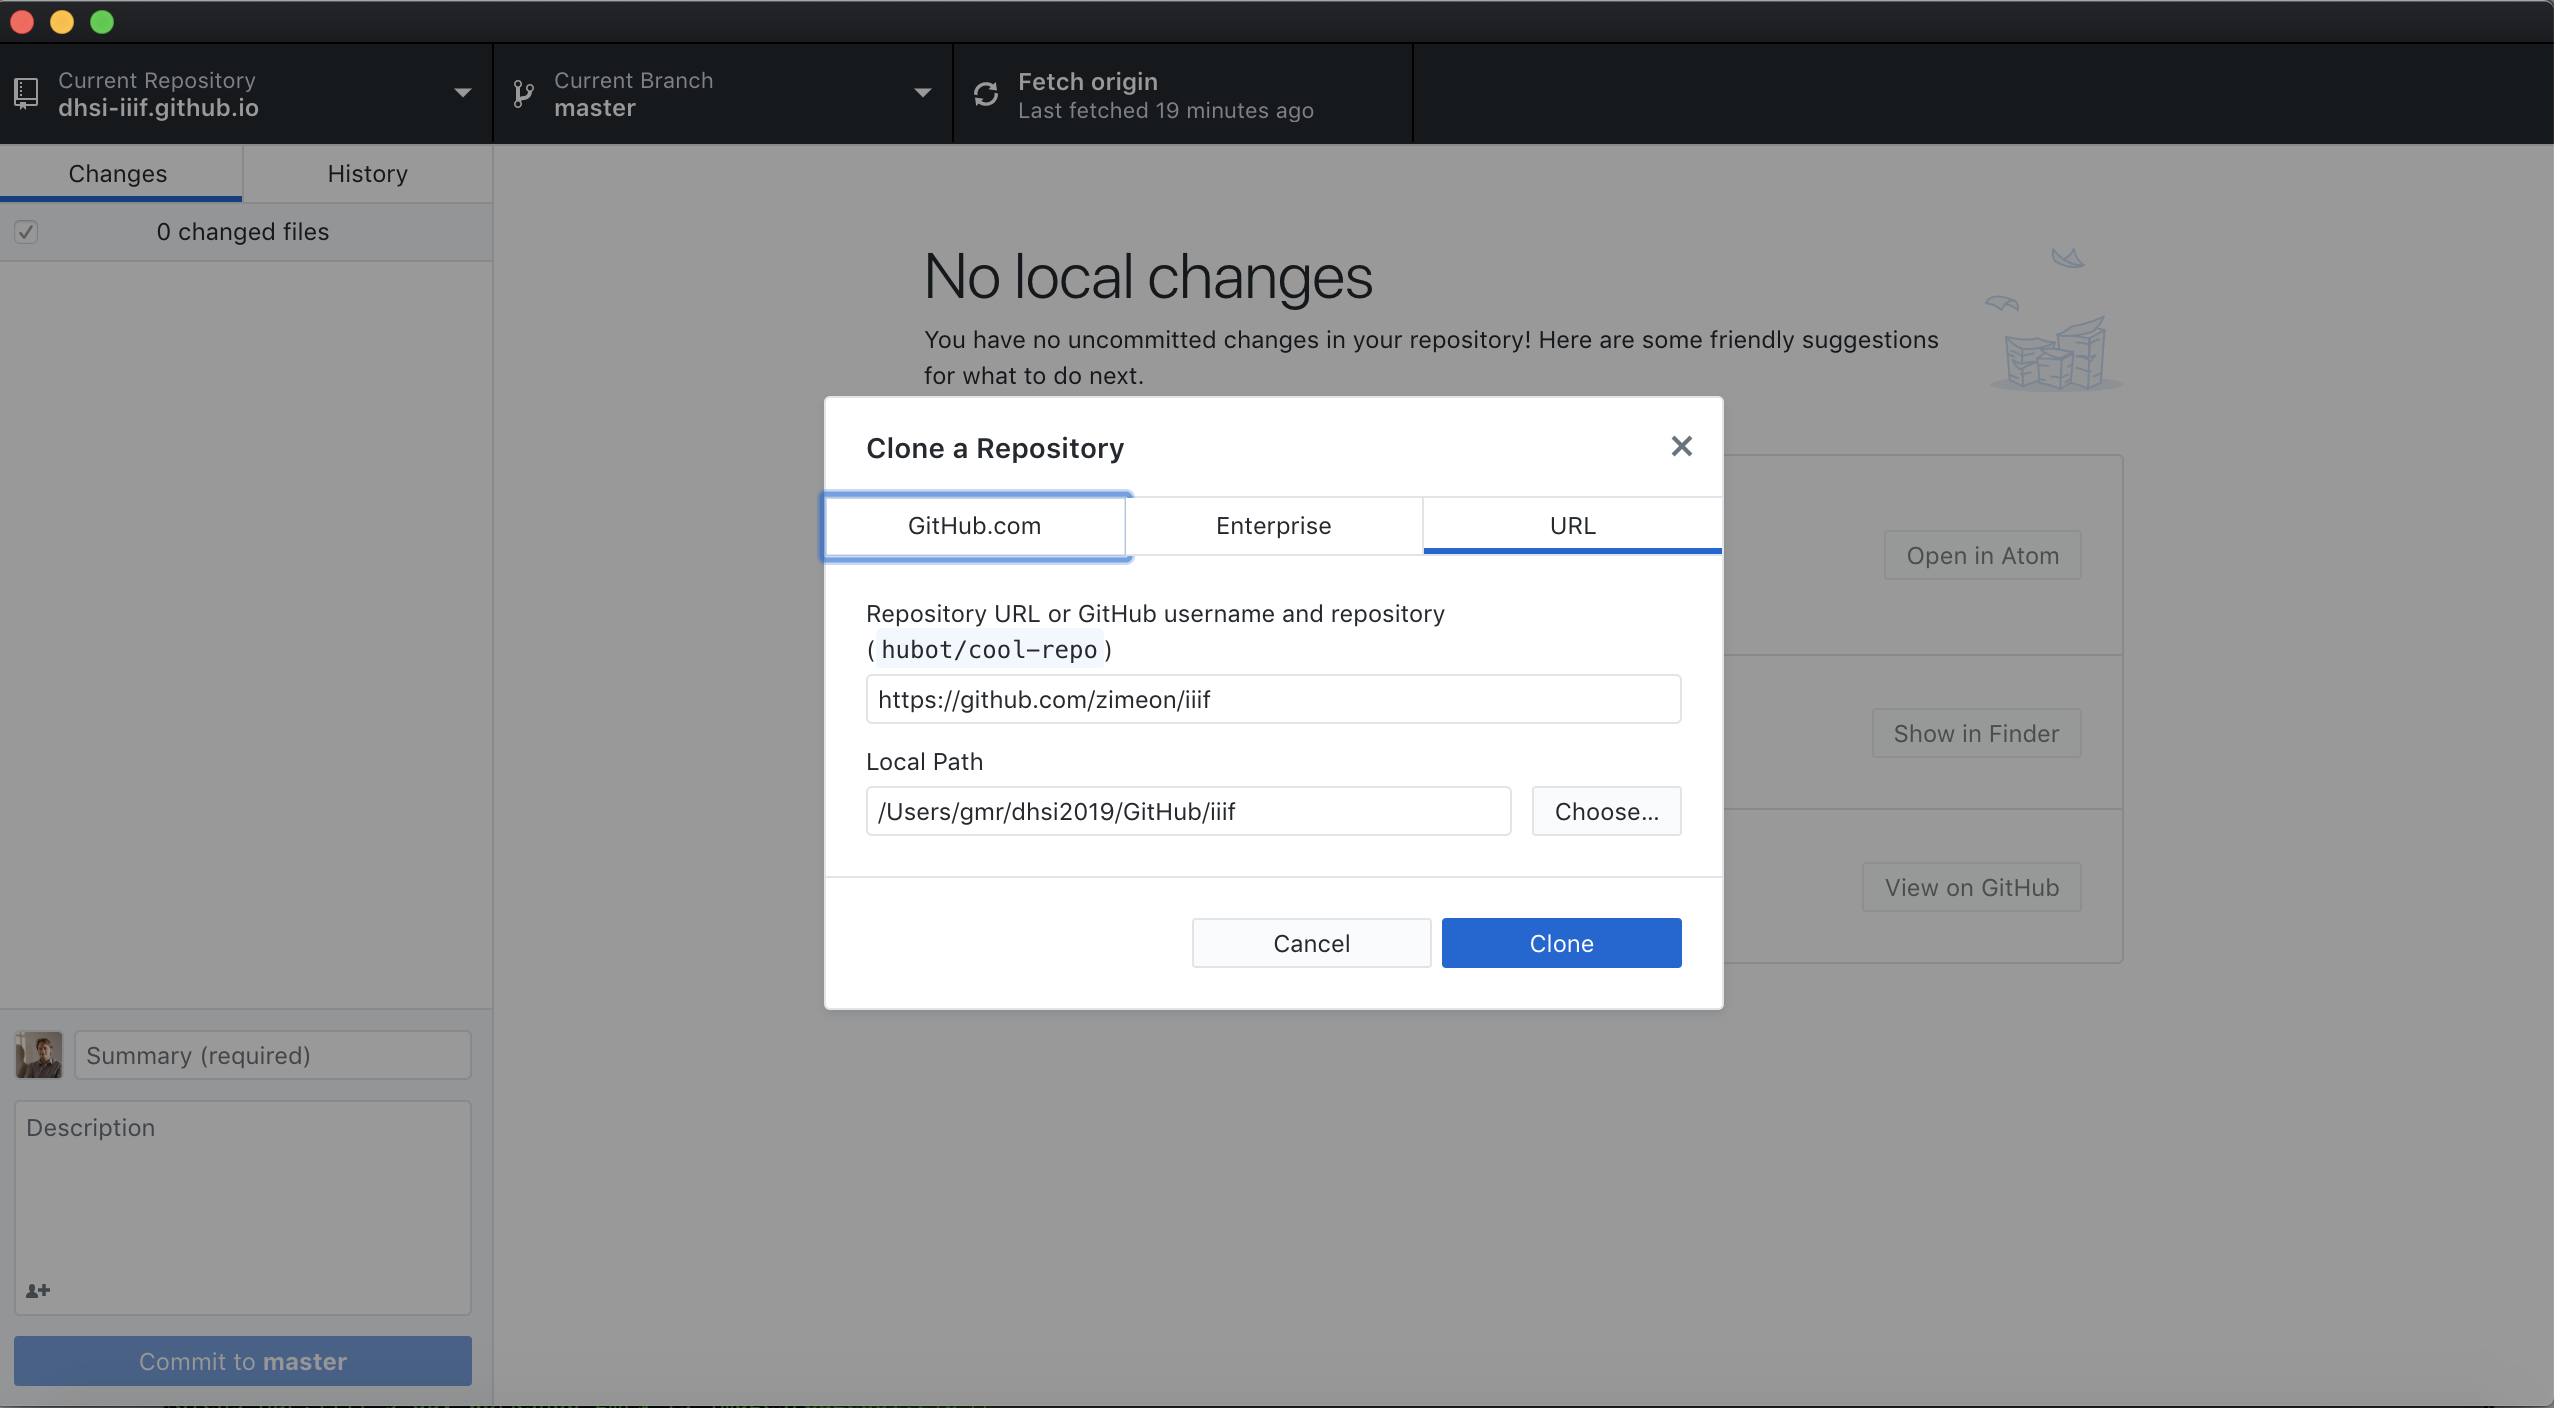 Current Repository
dhsi-iiif.github.io
Current Branch
master
Fetch origin
Last fetched 19 minutes ago
Changes
History
0 changed files
No local changes
You have no uncommitted changes in your repository! Here are some friendly suggestions
for what to do next.
Clone a Repository
GitHub.com
Enterprise
URL
Repository URL or GitHub username and repository
(hubot/cool-repo)
https://github.com/zimeon/iiif
Local Path
/Users/gmr/dhsi2019/GitHub/iiif
Choose...
Cancel
Clone
Open in Atom
Show in Finder
View on GitHub
Summary (required)
Description
Commit to master